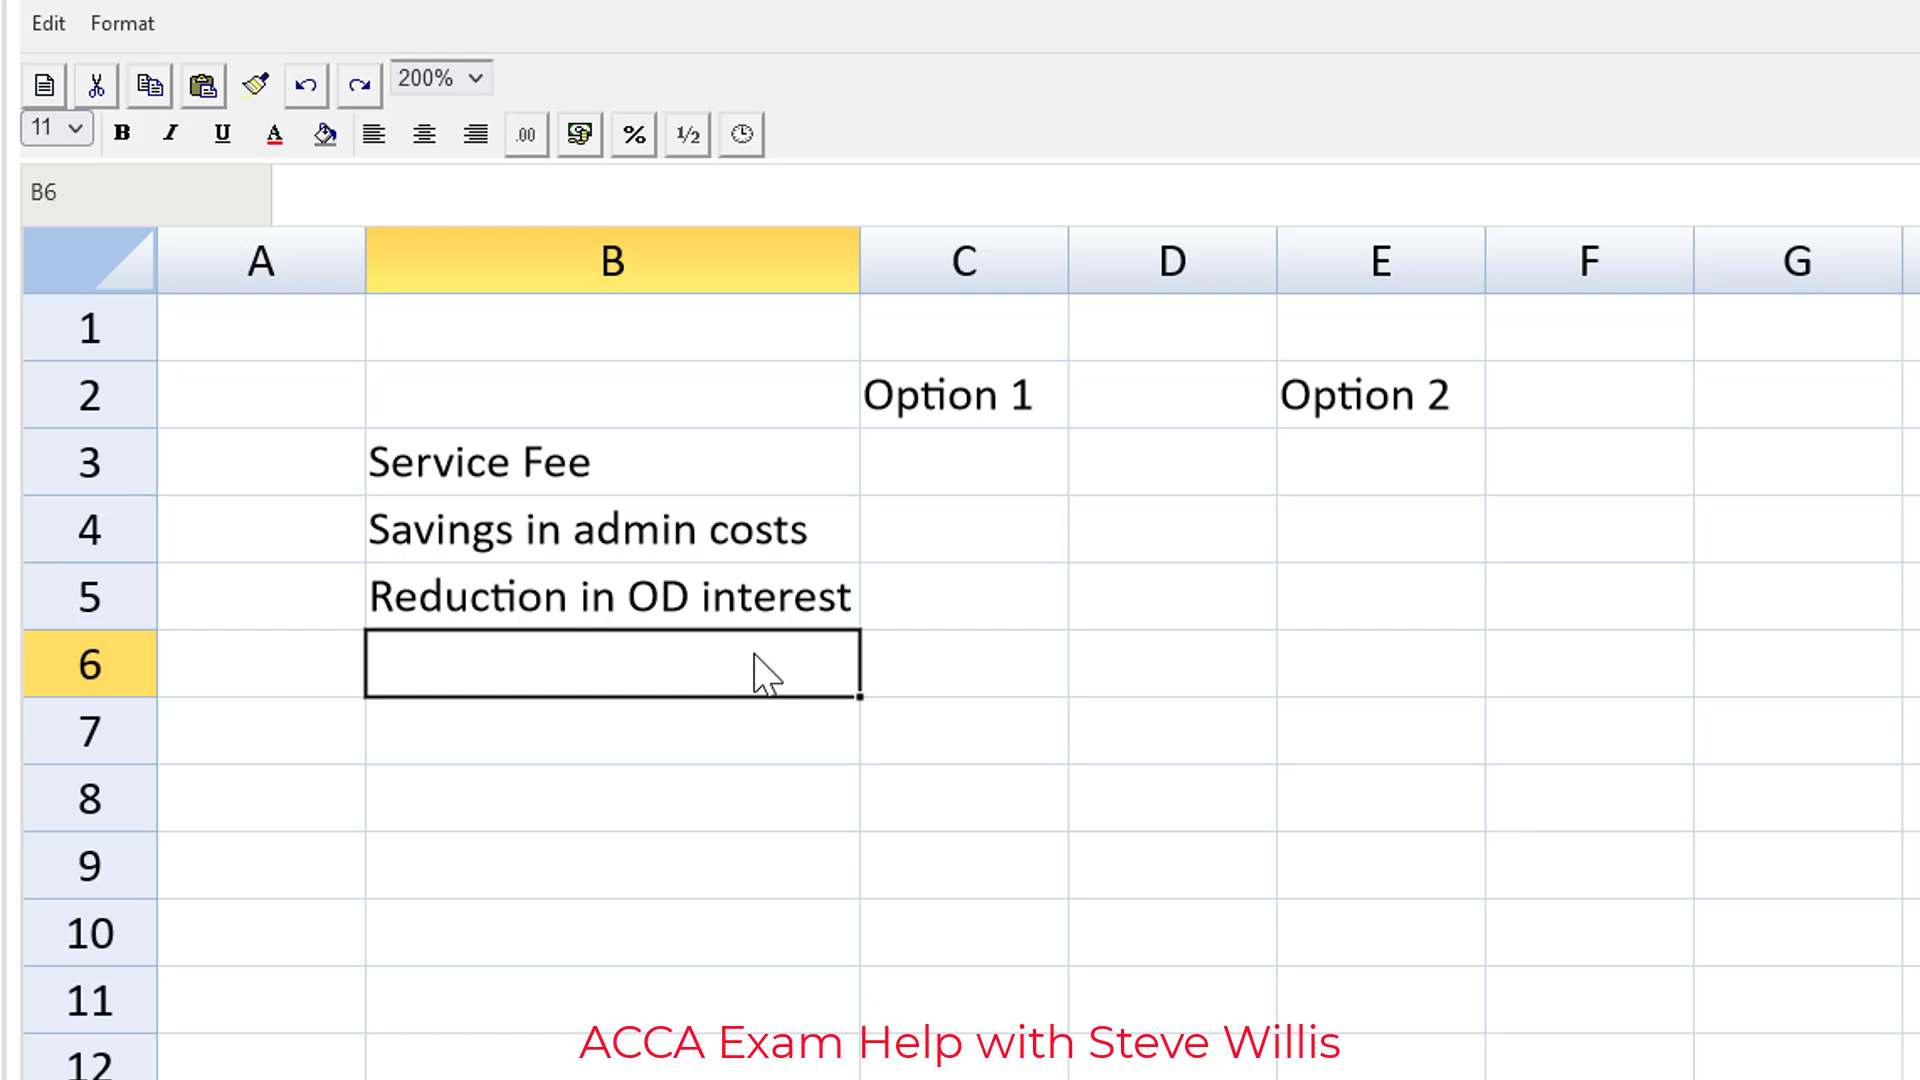 Edit Format
200%
11 B I U A .00 % 1/2
B6
A B C D E F G
1
2 Option 1 Option 2
3 Service Fee
4 Savings in admin costs
5 Reduction in OD interest
6
7
8
9
10
11
12
ACCA Exam Help with Steve Willis